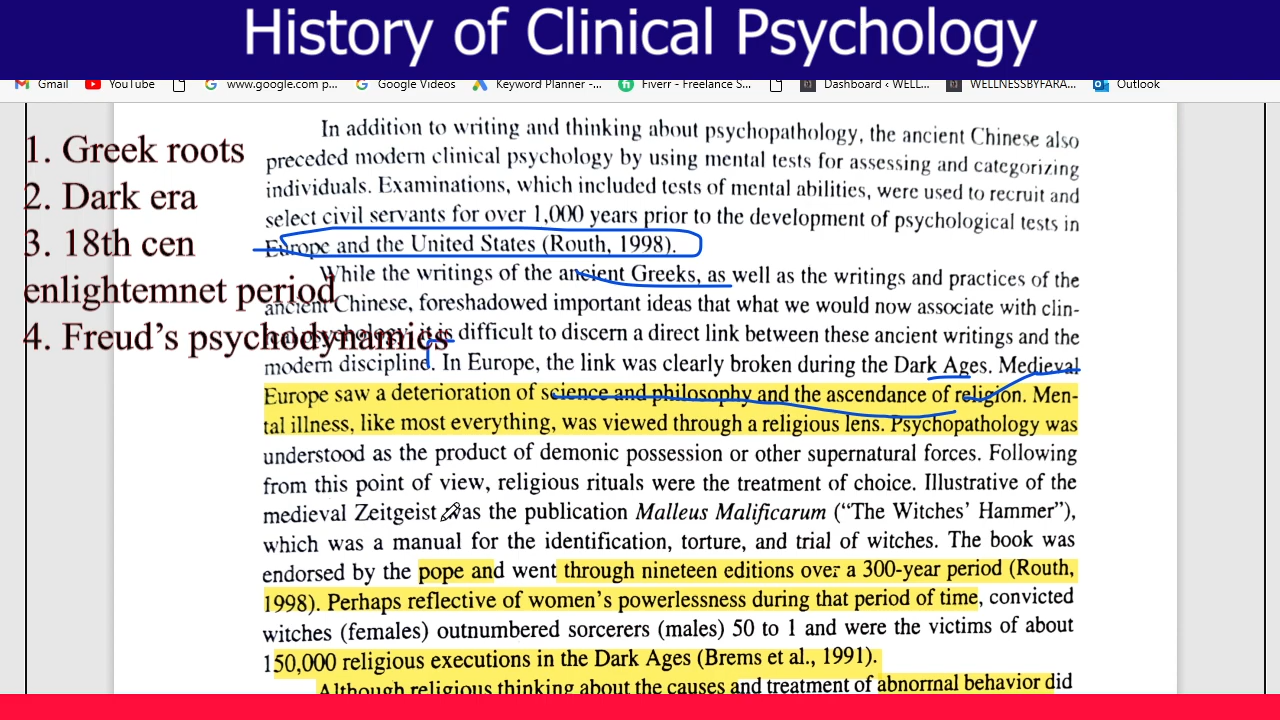 History of Clinical Psychology
Gmail YouTube www.google.com p... Google Videos Keyword Planner -... Fiverr - Freelance S... Dashboard ‹ WELL... WELLNESSBYFARA... Outlook
1. Greek roots
2. Dark era
3. 18th cen
enlightemnet period
4. Freud's psychodynamics
In addition to writing and thinking about psychopathology, the ancient Chinese also
preceded modern clinical psychology by using mental tests for assessing and categorizing
individuals. Examinations, which included tests of mental abilities, were used to recruit and
select civil servants for over 1,000 years prior to the development of psychological tests in
Europe and the United States (Routh, 1998).
While the writings of the ancient Greeks, as well as the writings and practices of the
ancient Chinese, foreshadowed important ideas that what we would now associate with clin-
ical psychology, it is difficult to discern a direct link between these ancient writings and the
modern discipline. In Europe, the link was clearly broken during the Dark Ages. Medieval
Europe saw a deterioration of science and philosophy and the ascendance of religion. Men-
tal illness, like most everything, was viewed through a religious lens. Psychopathology was
understood as the product of demonic possession or other supernatural forces. Following
from this point of view, religious rituals were the treatment of choice. Illustrative of the
medieval Zeitgeist was the publication Malleus Malificarum (“The Witches’ Hammer”),
which was a manual for the identification, torture, and trial of witches. The book was
endorsed by the pope and went through nineteen editions over a 300-year period (Routh,
1998). Perhaps reflective of women’s powerlessness during that period of time, convicted
witches (females) outnumbered sorcerers (males) 50 to 1 and were the victims of about
150,000 religious executions in the Dark Ages (Brems et al., 1991).
Although religious thinking about the causes and treatment of abnormal behavior did